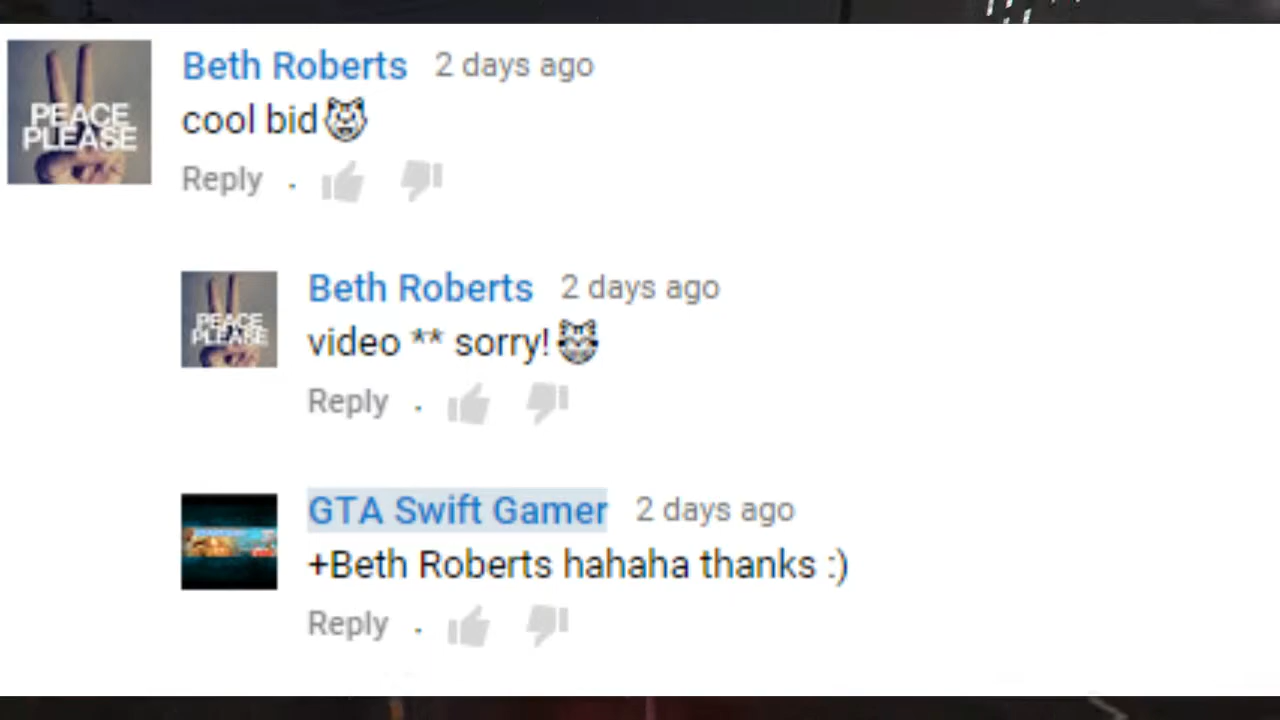 PEACE
PLEASE
Beth Roberts 2 days ago
cool bid😼
Reply .
PEACE
PLEASE
Beth Roberts 2 days ago
video ** sorry!😹
Reply .
GTA Swift Gamer 2 days ago
+Beth Roberts hahaha thanks :)
Reply .